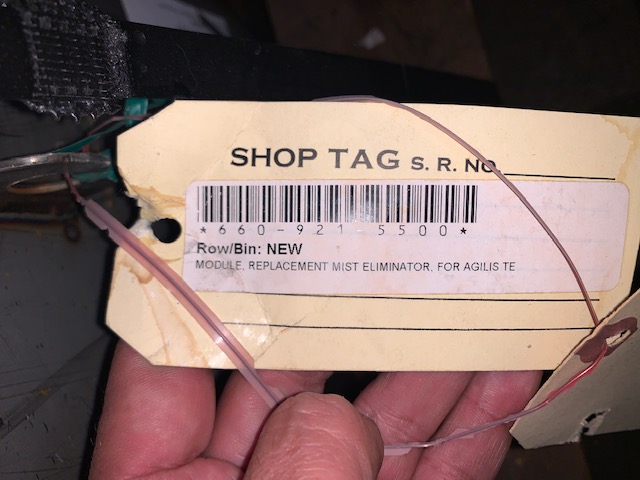 SHOP TAG S. R. NO
*660-921-5500*
Row/Bin: NEW
MODULE, REPLACEMENT MIST ELIMINATOR, FOR AGILIS TE